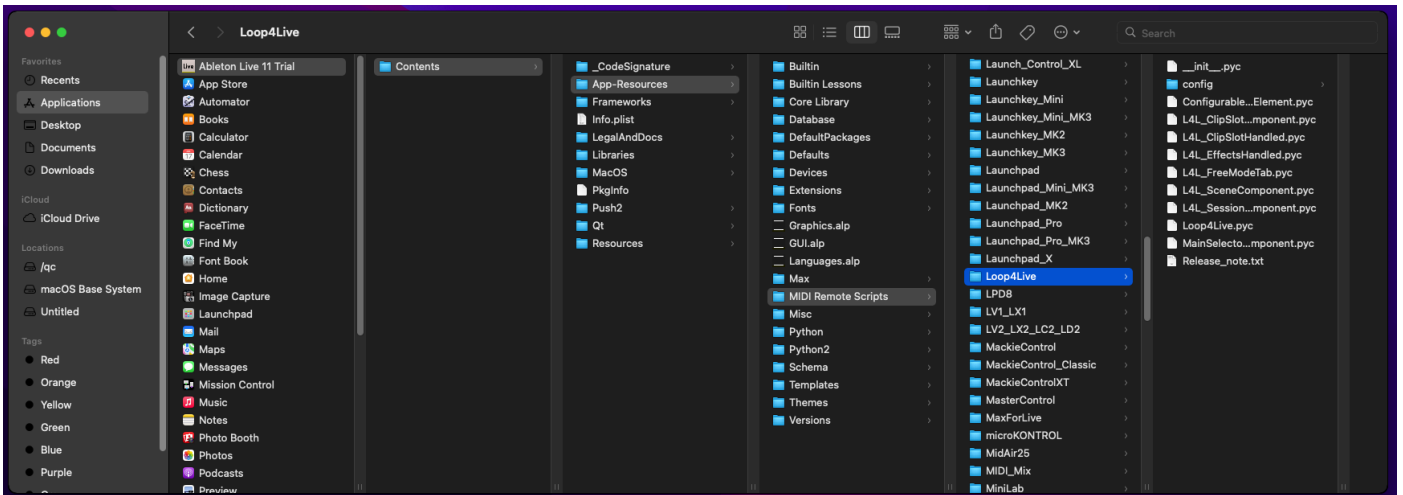 Loop4Live
Search
Favorites
Recents
Applications
Desktop
Documents
Downloads
iCloud
iCloud Drive
Locations
/qc
macOS Base System
Untitled
Tags
Red
Orange
Yellow
Green
Blue
Purple
Live Ableton Live 11 Trial
App Store
Automator
Books
Calculator
Calendar
Chess
Contacts
Dictionary
FaceTime
Find My
Font Book
Home
Image Capture
Launchpad
Mail
Maps
Messages
Mission Control
Music
Notes
Photo Booth
Photos
Podcasts
Preview
Contents
_CodeSignature
App-Resources
Frameworks
Info.plist
LegalAndDocs
Libraries
MacOS
PkgInfo
Push2
Qt
Resources
Builtin
Builtin Lessons
Core Library
Database
DefaultPackages
Defaults
Devices
Extensions
Fonts
Graphics.alp
GUI.alp
Languages.alp
Max
MIDI Remote Scripts
Misc
Python
Python2
Schema
Templates
Themes
Versions
Launch_Control_XL
Launchkey
Launchkey_Mini
Launchkey_Mini_MK3
Launchkey_MK2
Launchkey_MK3
Launchpad
Launchpad_Mini_MK3
Launchpad_MK2
Launchpad_Pro
Launchpad_Pro_MK3
Launchpad_X
Loop4Live
LPD8
LV1_LX1
LV2_LX2_LC2_LD2
MackieControl
MackieControl_Classic
MackieControlXT
MasterControl
MaxForLive
microKONTROL
MidAir25
MIDI_Mix
MiniLab
__init__.pyc
config
Configurable...Element.pyc
L4L_ClipSlot...mponent.pyc
L4L_ClipSlotHandled.pyc
L4L_EffectsHandled.pyc
L4L_FreeModeTab.pyc
L4L_SceneComponent.pyc
L4L_Session...mponent.pyc
Loop4Live.pyc
MainSelecto...mponent.pyc
Release_note.txt